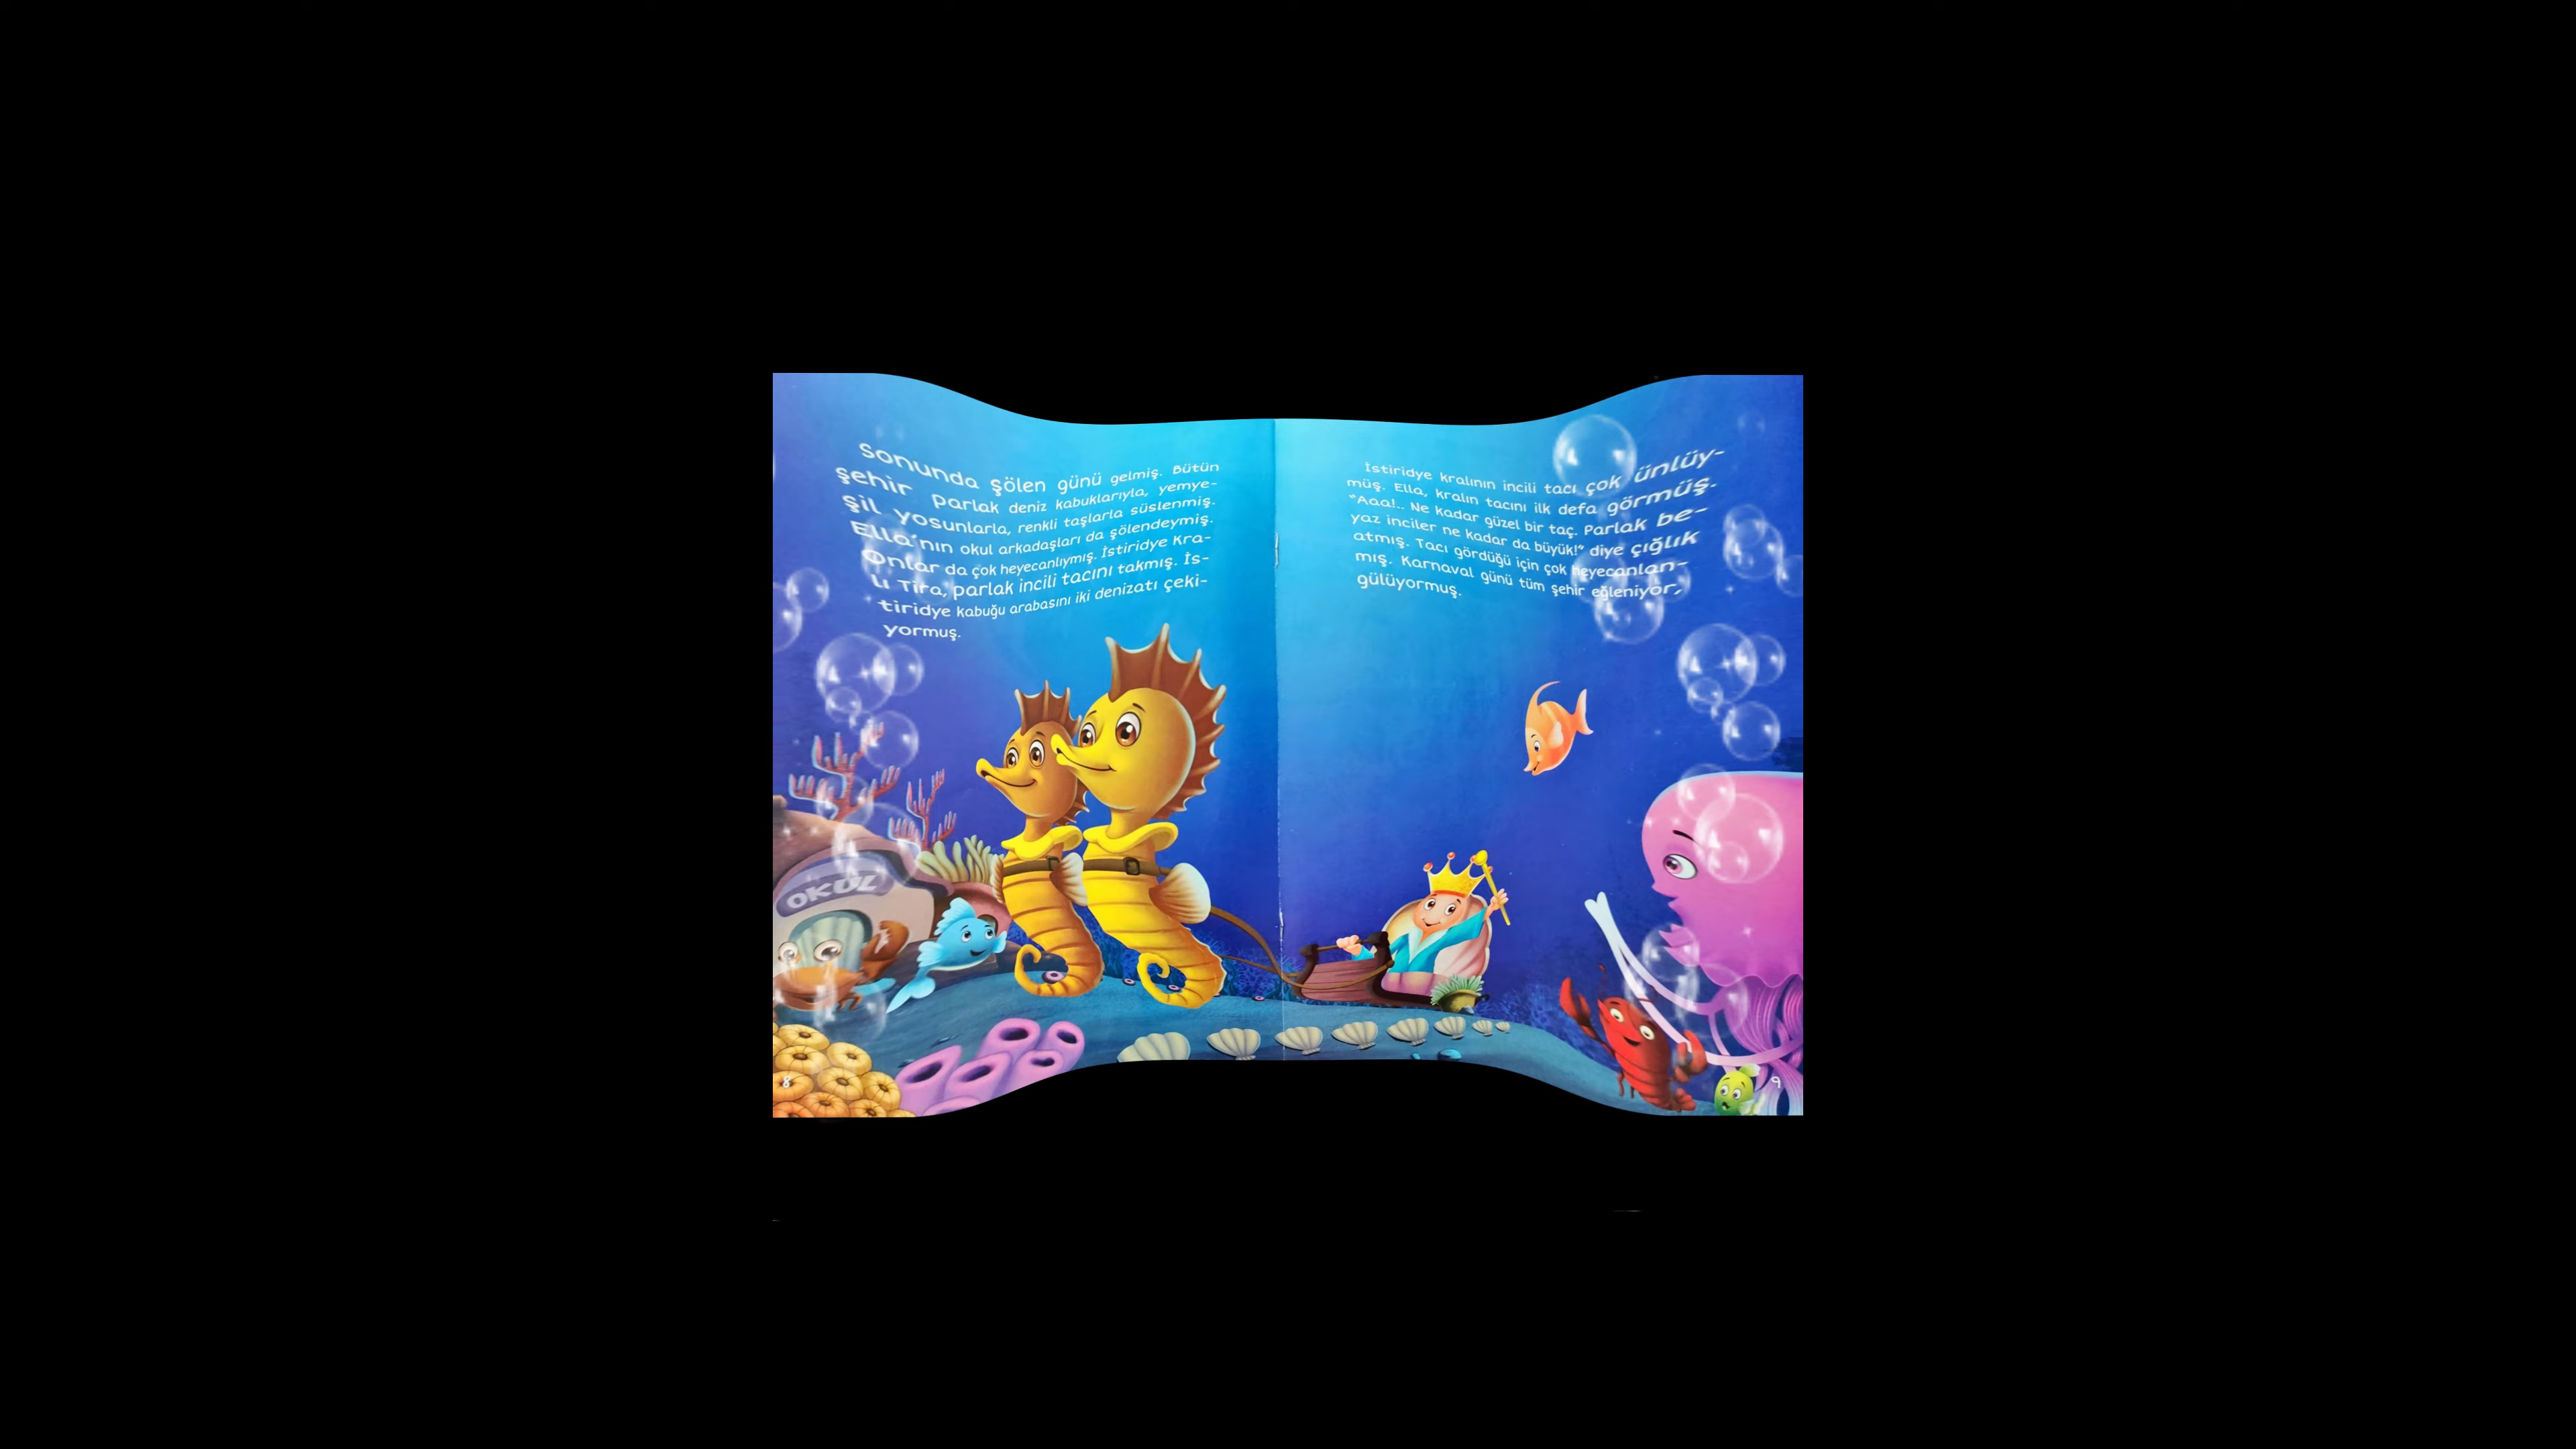 Sonunda şölen günü gelmiş. Bütün
şehir parlak deniz kabuklarıyla, yemye-
şil yosunlarla, renkli taşlarla süslenmiş.
Ella'nın okul arkadaşları da şölendeymiş.
Onlar da çok heyecanlıymış. İstiridye Kra-
lı Tira, parlak incili tacını takmış. İs-
tiridye kabuğu arabasını iki denizatı çeki-
yormuş.
OKUL
8
İstiridye kralının incili tacı çok ünlüy-
müş. Ella, kralın tacını ilk defa görmüş.
"Aaa!.. Ne kadar güzel bir taç. Parlak be-
yaz inciler ne kadar da büyük!" diye çığlık
atmış. Tacı gördüğü için çok heyecanlan-
mış. Karnaval günü tüm şehir eğleniyor,
gülüyormuş.
9